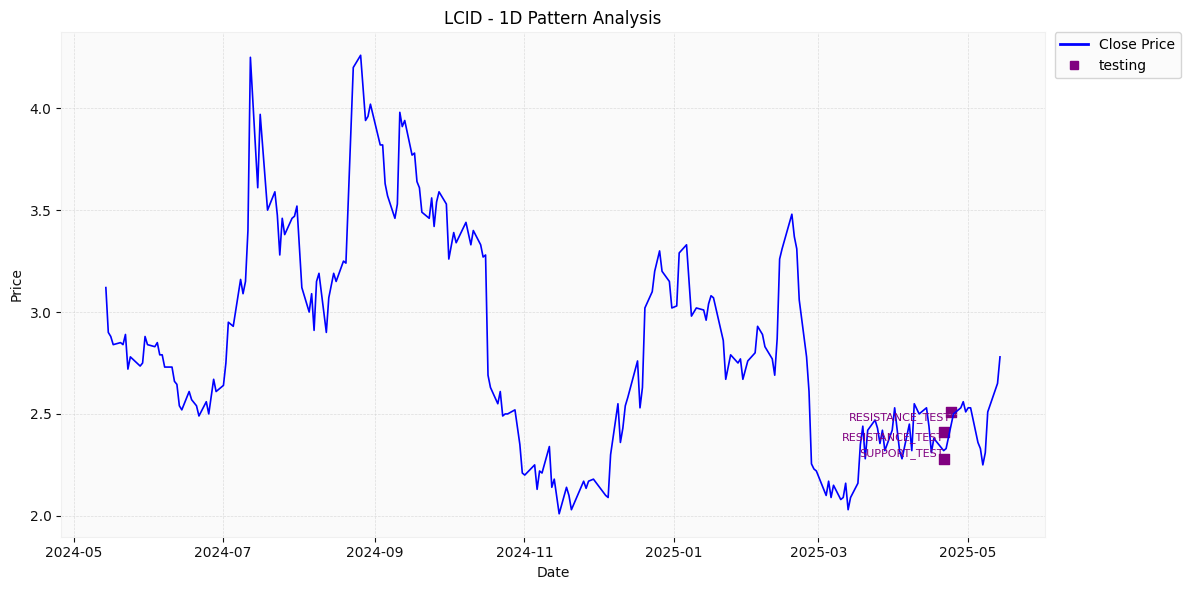 LCID - 1D Pattern Analysis
Close Price
testing
Price
4.0
3.5
3.0
2.5
2.0
RESISTANCE_TEST
RESISTANCE_TEST
SUPPORT_TEST
2024-05
2024-07
2024-09
2024-11
2025-01
2025-03
2025-05
Date